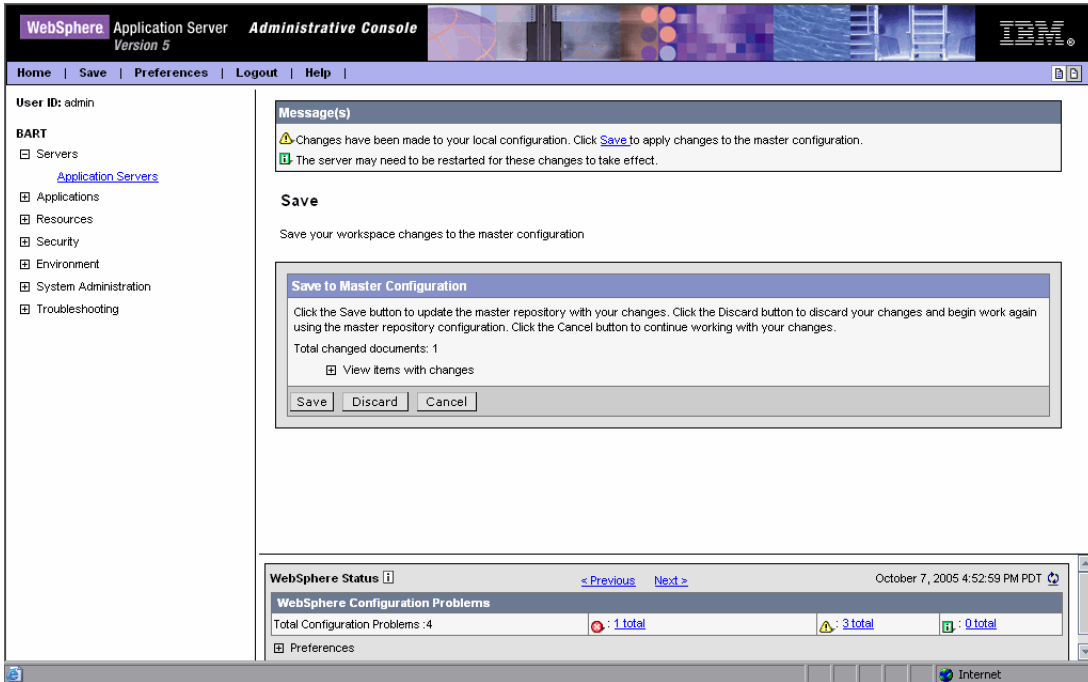 WebSphere Application Server Administrative Console
Version 5
IBM®
Home | Save | Preferences | Logout | Help |
User ID: admin
BART
Servers
Application Servers
Applications
Resources
Security
Environment
System Administration
Troubleshooting
Message(s)
Changes have been made to your local configuration. Click Save to apply changes to the master configuration.
The server may need to be restarted for these changes to take effect.
Save
Save your workspace changes to the master configuration
Save to Master Configuration
Click the Save button to update the master repository with your changes. Click the Discard button to discard your changes and begin work again
using the master repository configuration. Click the Cancel button to continue working with your changes.
Total changed documents: 1
View items with changes
Save Discard Cancel
WebSphere Status i < Previous Next > October 7, 2005 4:52:59 PM PDT
WebSphere Configuration Problems
Total Configuration Problems :4 : 1 total : 3 total : 0 total
Preferences
Internet